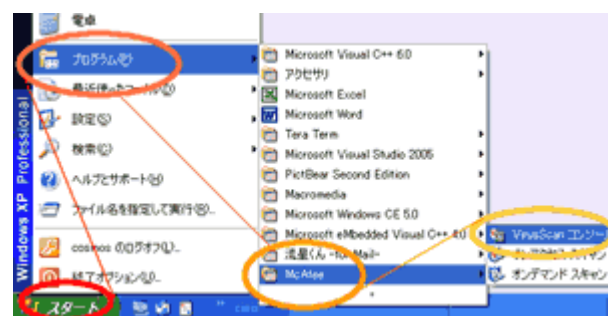 電卓
プログラム(P)
最近使ったファイル(D)
設定(S)
検索(C)
ヘルプとサポート(H)
ファイル名を指定して実行(R)...
cosmos のログオフ(L)...
終了オプション(U)...
Windows XP Professional
スタート
Microsoft Visual C++ 6.0
アクセサリ
Microsoft Excel
Microsoft Word
Tera Term
Microsoft Visual Studio 2005
PictBear Second Edition
Macromedia
Microsoft Windows CE 5.0
Microsoft eMbedded Visual C++ 4.0
流星くん -for Mail-
McAfee
VirusScan コンソー
オンデマンド スキャン